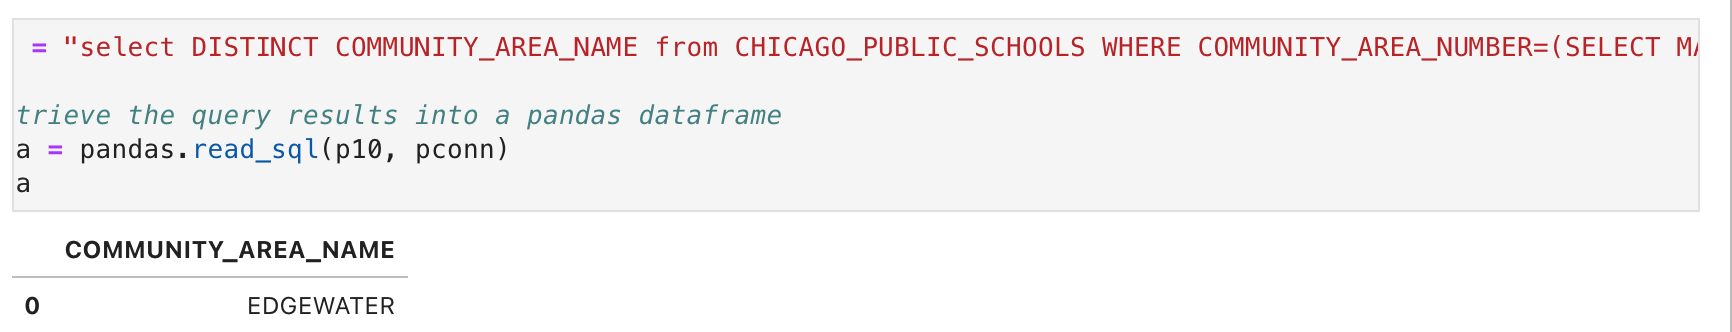 = "select DISTINCT COMMUNITY_AREA_NAME from CHICAGO_PUBLIC_SCHOOLS WHERE COMMUNITY_AREA_NUMBER=(SELECT MA
trieve the query results into a pandas dataframe
a = pandas.read_sql(p10, pconn)
a
COMMUNITY_AREA_NAME
0 EDGEWATER